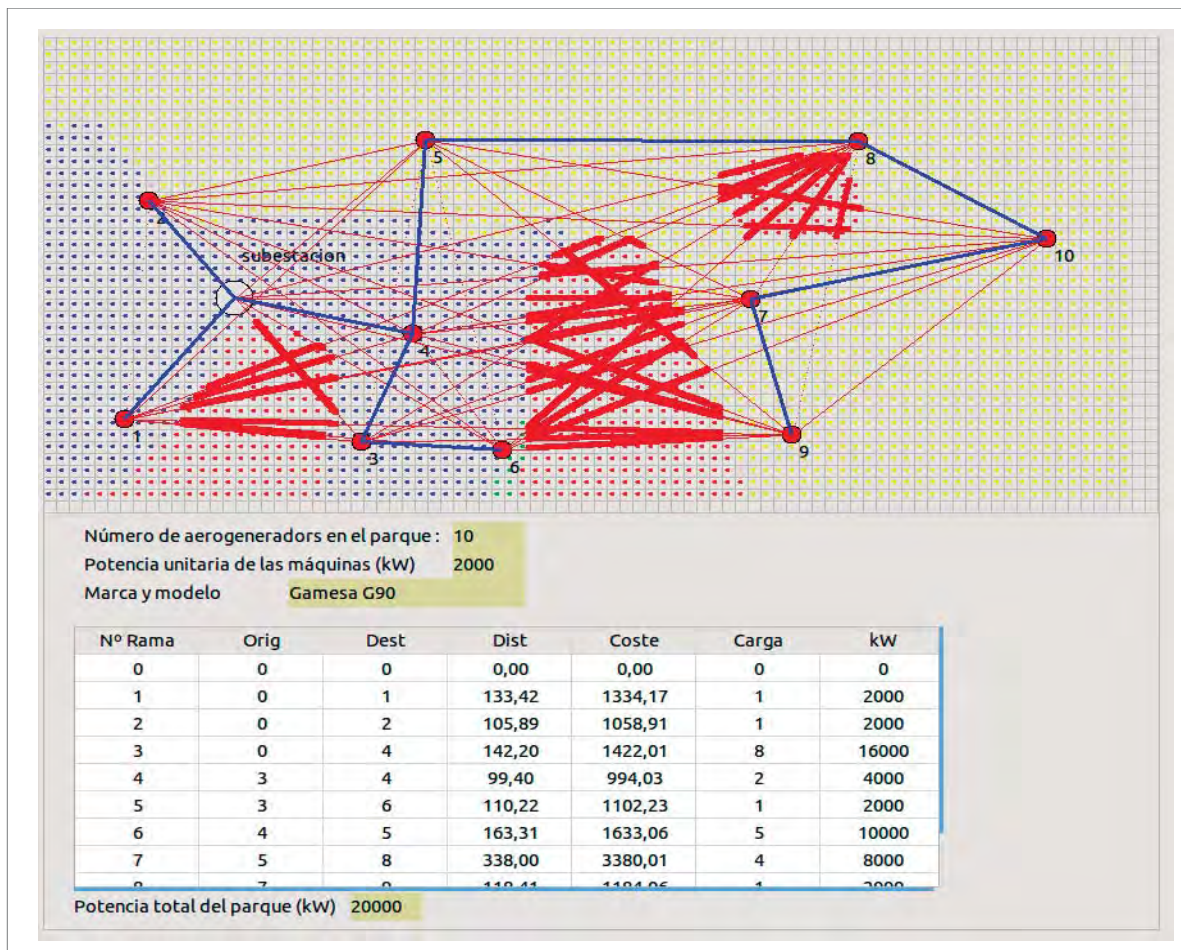 5
8
2
subestacion
10
7
4
1
3
6
9
Número de aerogeneradors en el parque : 10
Potencia unitaria de las máquinas (kW) 2000
Marca y modelo Gamesa G90
Nº Rama Orig Dest Dist Coste Carga kW
0 0 0 0,00 0,00 0 0
1 0 1 133,42 1334,17 1 2000
2 0 2 105,89 1058,91 1 2000
3 0 4 142,20 1422,01 8 16000
4 3 4 99,40 994,03 2 4000
5 3 6 110,22 1102,23 1 2000
6 4 5 163,31 1633,06 5 10000
7 5 8 338,00 3380,01 4 8000
Potencia total del parque (kW) 20000